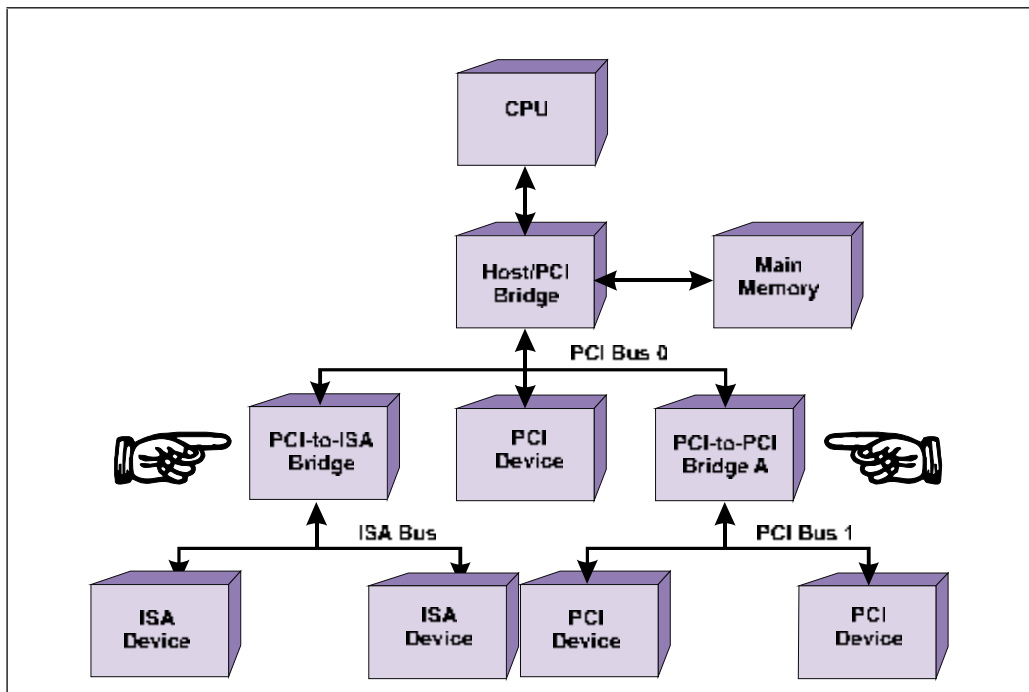 CPU
Host/PCI
Bridge
Main
Memory
PCI Bus 0
PCI-to-ISA
Bridge
PCI
Device
PCI-to-PCI
Bridge A
ISA Bus
PCI Bus 1
ISA
Device
ISA
Device
PCI
Device
PCI
Device